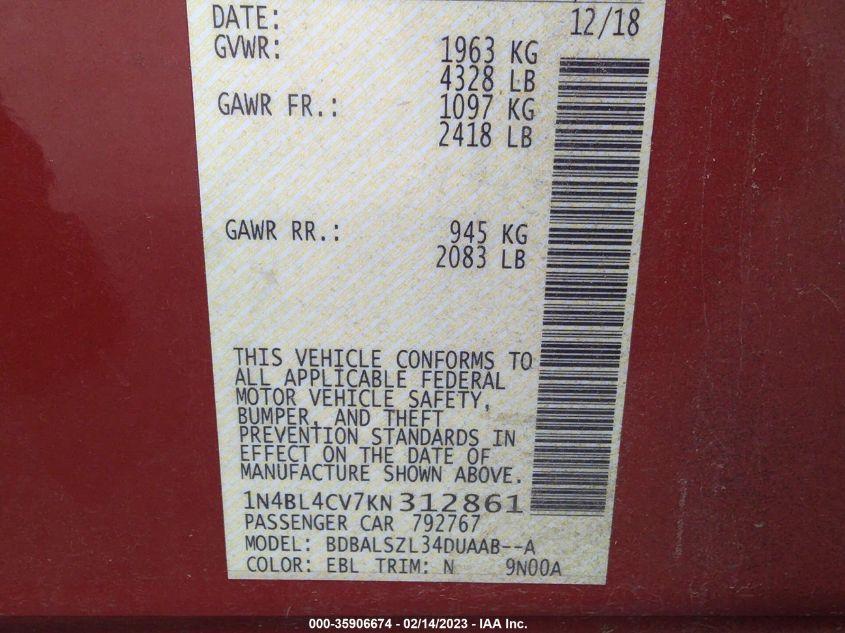 DATE: 12/18
GVWR: 1963 KG
4328 LB
GAWR FR.: 1097 KG
2418 LB
GAWR RR.: 945 KG
2083 LB
THIS VEHICLE CONFORMS TO
ALL APPLICABLE FEDERAL
MOTOR VEHICLE SAFETY,
BUMPER, AND THEFT
PREVENTION STANDARDS IN
EFFECT ON THE DATE OF
MANUFACTURE SHOWN ABOVE.
1N4BL4CV7KN312861
PASSENGER CAR 792767
MODEL: BDBALSZL34DUAAB--A
COLOR: EBL TRIM: N 9N00A
000-35906674 - 02/14/2023 - IAA Inc.